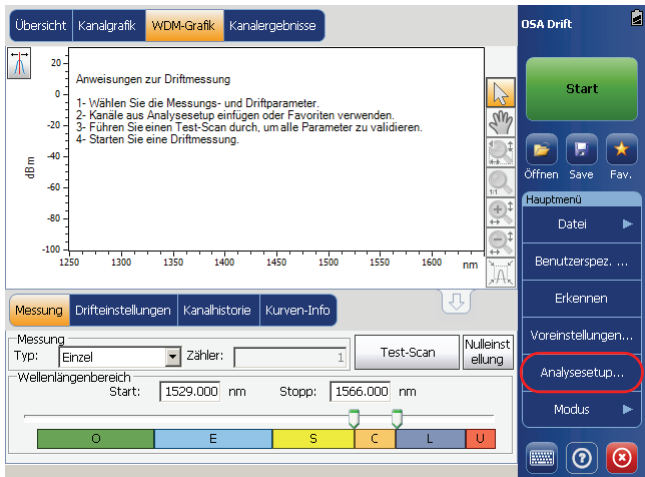 Übersicht Kanalgrafik WDM-Grafik Kanalergebnisse
OSA Drift
20
0
-20
-40
-60
-80
-100
dBm
Anweisungen zur Driftmessung
1- Wählen Sie die Messungs- und Driftparameter.
2- Kanäle aus Analysesetup einfügen oder Favoriten verwenden.
3- Führen Sie einen Test-Scan durch, um alle Parameter zu validieren.
4- Starten Sie eine Driftmessung.
1:1
1250 1300 1350 1400 1450 1500 1550 1600 nm
Start
Öffnen Save Fav.
Hauptmenü
Datei
Benutzerspez. ...
Erkennen
Voreinstellungen...
Analysesetup...
Modus
Messung Drifteinstellungen Kanalhistorie Kurven-Info
Messung
Typ: Einzel Zähler: 1
Test-Scan
Nulleinst
ellung
Wellenlängenbereich
Start: 1529.000 nm Stopp: 1566.000 nm
O E S C L U